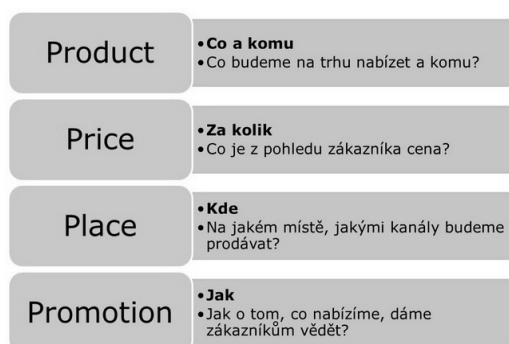 Product
•Co a komu
•Co budeme na trhu nabízet a komu?
Price
•Za kolik
•Co je z pohledu zákazníka cena?
Place
•Kde
•Na jakém místě, jakými kanály budeme
prodávat?
Promotion
•Jak
•Jak o tom, co nabízíme, dáme
zákazníkům vědět?